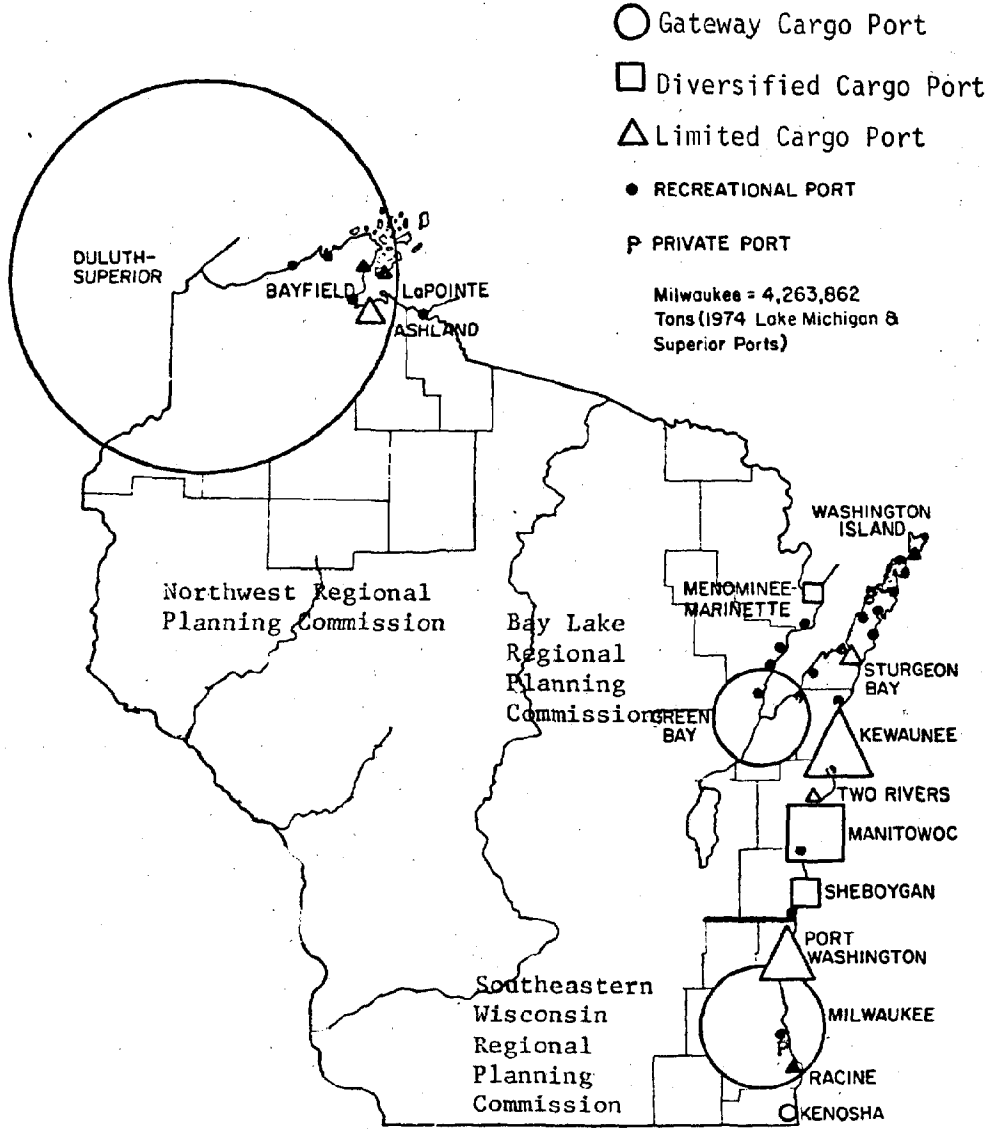 Gateway Cargo Port
Diversified Cargo Port
Limited Cargo Port
RECREATIONAL PORT
P PRIVATE PORT
Milwaukee = 4,263,862
Tons (1974 Lake Michigan &
Superior Ports)
DULUTH-
SUPERIOR
BAYFIELD
LaPOINTE
ASHLAND
WASHINGTON
ISLAND
MENOMINEE-
MARINETTE
Northwest Regional
Planning Commission
Bay Lake
Regional
Planning
Commission
STURGEON
BAY
GREEN
BAY
KEWAUNEE
TWO RIVERS
MANITOWOC
SHEBOYGAN
PORT
WASHINGTON
Southeastern
Wisconsin
Regional
Planning
Commission
MILWAUKEE
P
RACINE
KENOSHA